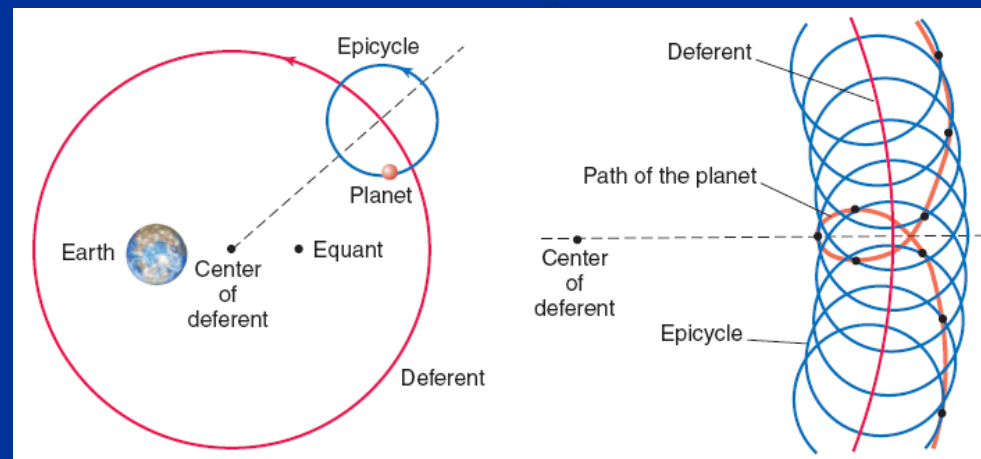 Epicycle
Planet
Earth
Center
of
deferent
Equant
Deferent
Deferent
Path of the planet
Center
of
deferent
Epicycle